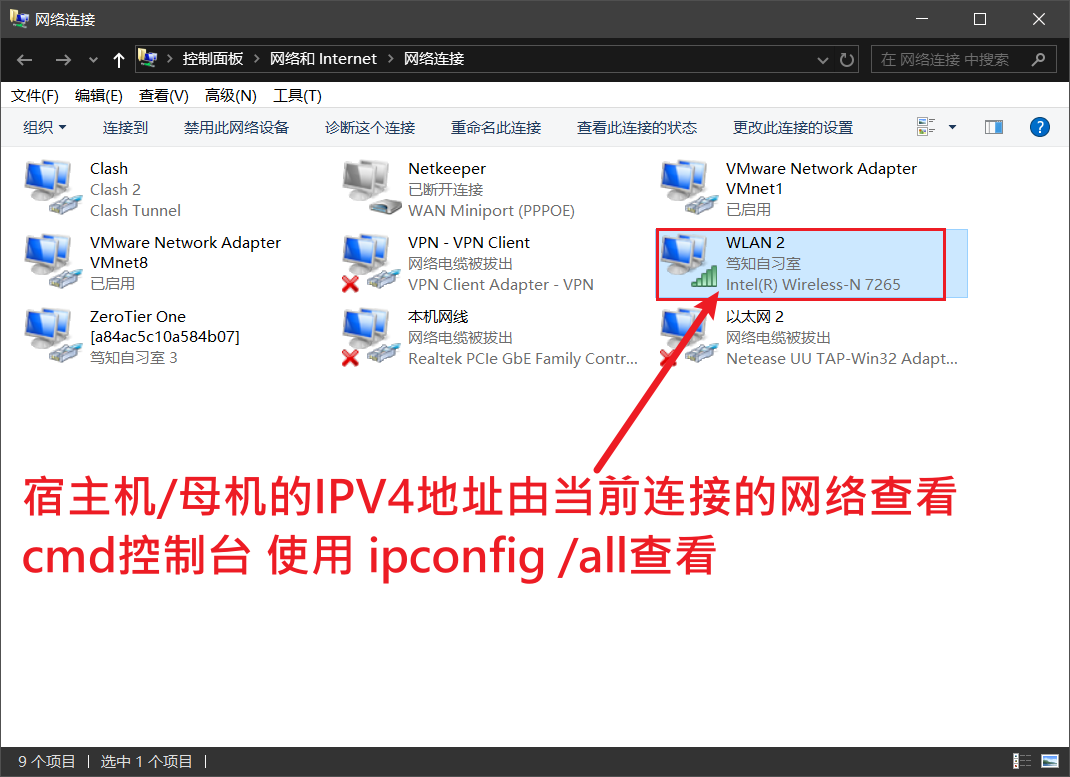 网络连接
控制面板 网络和 Internet 网络连接
在 网络连接 中搜索
文件(F) 编辑(E) 查看(V) 高级(N) 工具(T)
组织 连接到 禁用此网络设备 诊断这个连接 重命名此连接 查看此连接的状态 更改此连接的设置
Clash
Clash 2
Clash Tunnel
Netkeeper
已断开连接
WAN Miniport (PPPOE)
VMware Network Adapter
VMnet1
已启用
VMware Network Adapter
VMnet8
已启用
VPN - VPN Client
网络电缆被拔出
VPN Client Adapter - VPN
WLAN 2
笃知自习室
Intel(R) Wireless-N 7265
ZeroTier One
[a84ac5c10a584b07]
笃知自习室 3
本机网线
网络电缆被拔出
Realtek PCIe GbE Family Contr...
以太网 2
网络电缆被拔出
Netease UU TAP-Win32 Adapt...
宿主机/母机的IPV4地址由当前连接的网络查看
cmd控制台 使用 ipconfig /all查看
9 个项目 选中 1 个项目